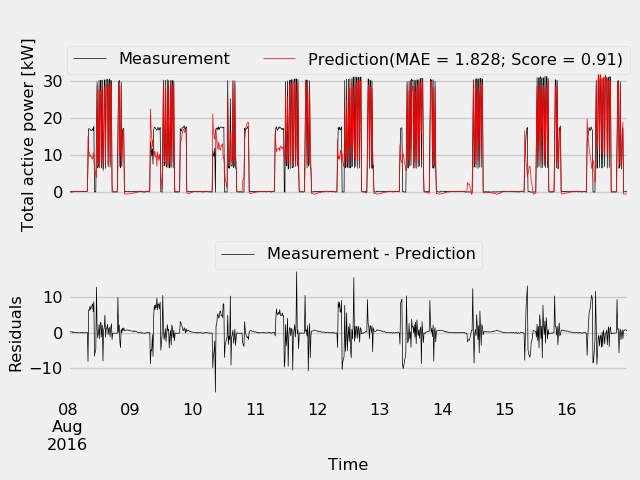 Measurement
Prediction(MAE = 1.828; Score = 0.91)
Total active power [kW]
30
20
10
0
Measurement - Prediction
Residuals
10
0
−10
08 09 10 11 12 13 14 15 16
Aug
2016
Time